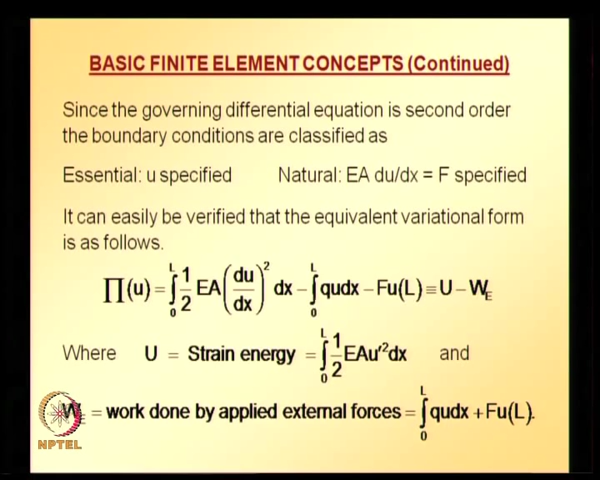 BASIC FINITE ELEMENT CONCEPTS (Continued)
Since the governing differential equation is second order
the boundary conditions are classified as
Essential: u specified Natural: EA du/dx = F specified
It can easily be verified that the equivalent variational form
is as follows.
∏(u) = ∫₀ᴸ 1/2 EA (du/dx)² dx − ∫₀ᴸ qudx − Fu(L) ≡ U − W_E
Where U = Strain energy = ∫₀ᴸ 1/2 EAu′²dx and
W_E = work done by applied external forces = ∫₀ᴸ qudx + Fu(L).
NPTEL